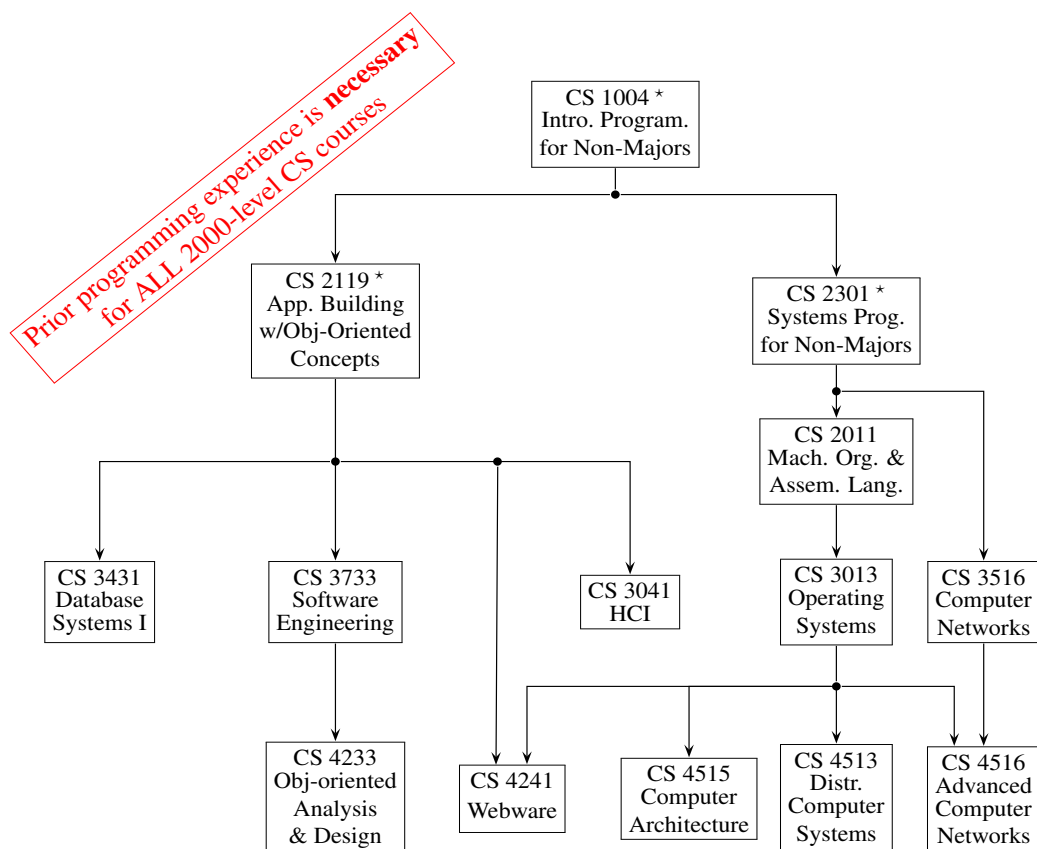 Prior programming experience is necessary
for ALL 2000-level CS courses
CS 1004 *
Intro. Program.
for Non-Majors
CS 2119 *
App. Building
w/Obj-Oriented
Concepts
CS 2301 *
Systems Prog.
for Non-Majors
CS 2011
Mach. Org. &
Assem. Lang.
CS 3431
Database
Systems I
CS 3733
Software
Engineering
CS 3041
HCI
CS 3013
Operating
Systems
CS 3516
Computer
Networks
CS 4233
Obj-oriented
Analysis
& Design
CS 4241
Webware
CS 4515
Computer
Architecture
CS 4513
Distr.
Computer
Systems
CS 4516
Advanced
Computer
Networks